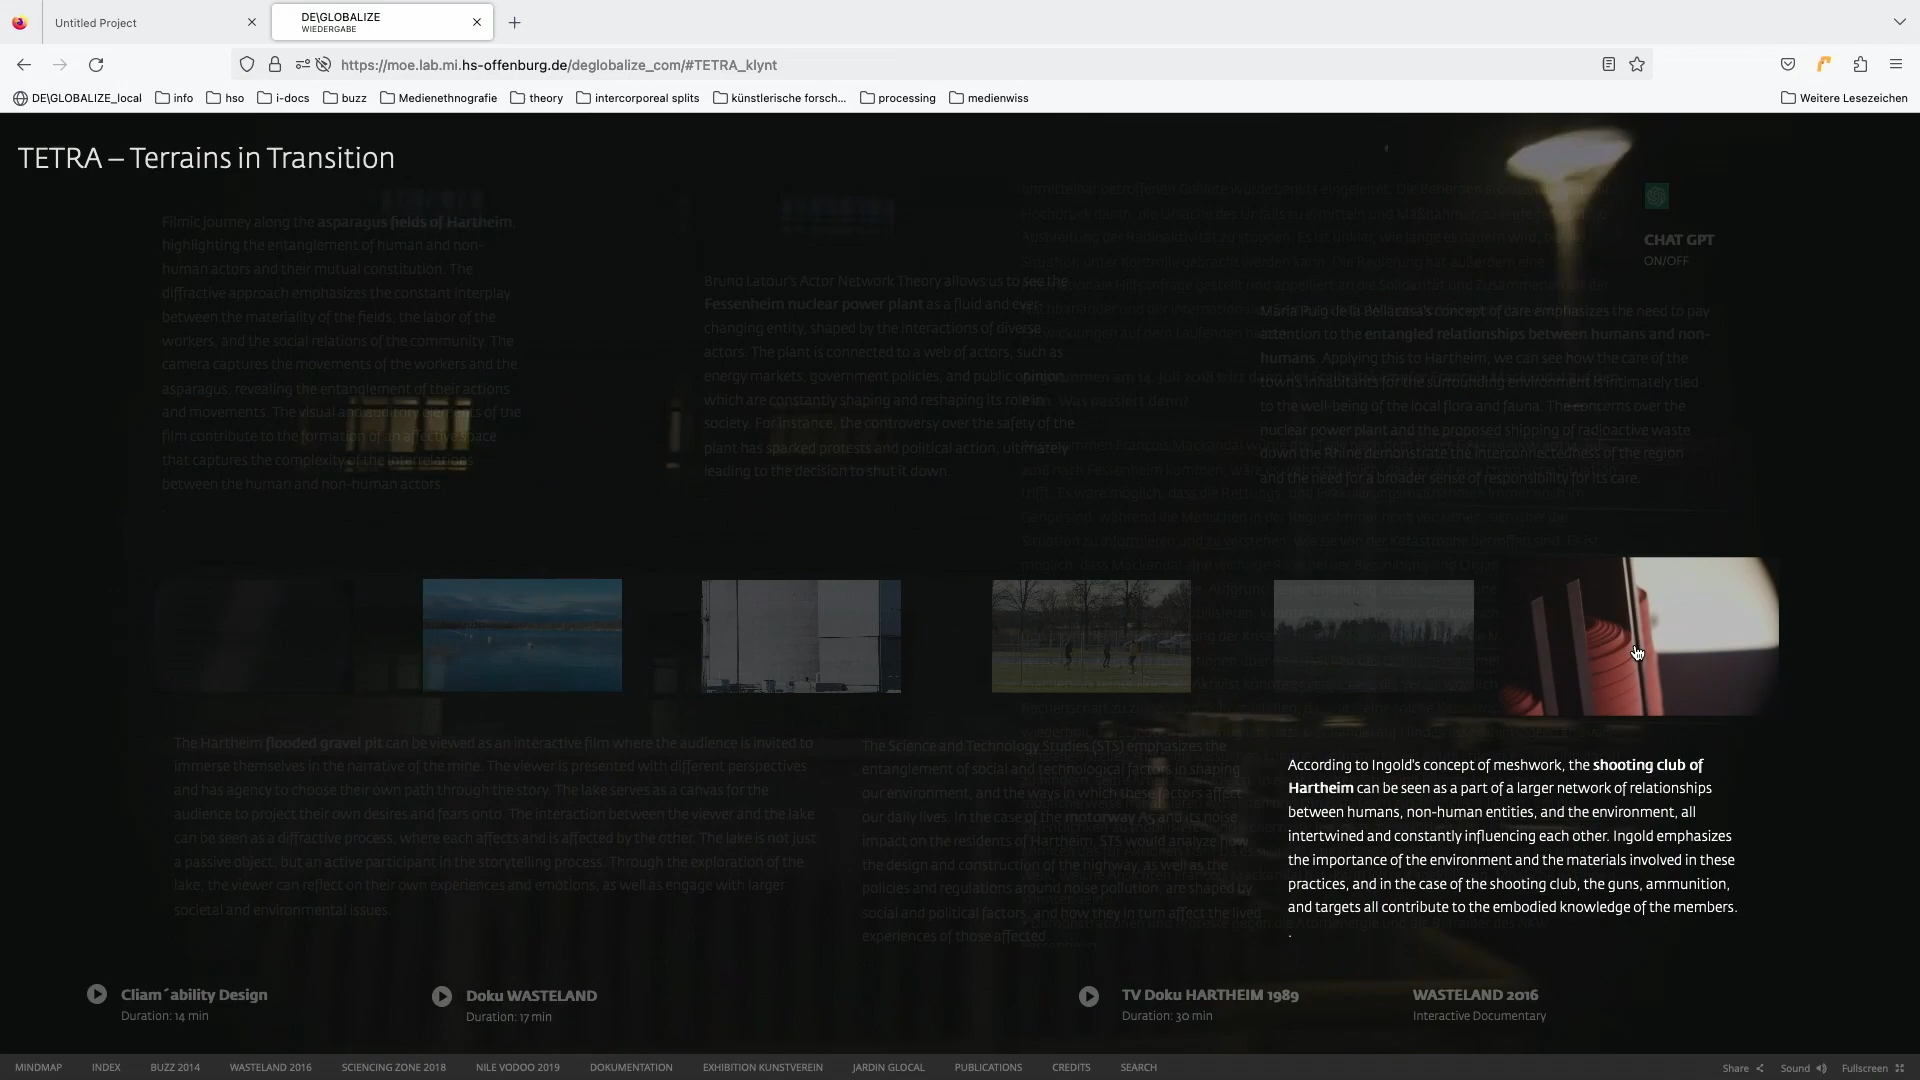 Untitled Project
DE\GLOBALIZE
WIEDERGABE
https://moe.lab.mi.hs-offenburg.de/deglobalize_com/#TETRA_klynt
DE\GLOBALIZE_local
info
hso
i-docs
buzz
Medienethnografie
theory
intercorporeal splits
künstlerische forsch...
processing
medienwiss
Weitere Lesezeichen
TETRA – Terrains in Transition
Filmic journey along the asparagus fields of Hartheim,
highlighting the entanglement of human and non-
human actors and their mutual constitution. The
diffractive approach emphasizes the constant interplay
between the materiality of the fields, the labor of the
workers, and the social relations of the community. The
camera captures the movements of the workers and the
asparagus, revealing the entanglement of their actions
and movements. The visual and auditory elements of the
film contribute to the formation of an affective space
that captures the complexity of the interrelations
between the human and non-human actors
Bruno Latour's Actor Network Theory allows us to see the
Fessenheim nuclear power plant as a fluid and ever-
changing entity, shaped by the interactions of diverse
actors. The plant is connected to a web of actors, such as
energy markets, government policies, and public opinion,
which are constantly shaping and reshaping its role in
society. For instance, the controversy over the safety of the
plant has sparked protests and political action, ultimately
leading to the decision to shut it down.
CHAT GPT
ON/OFF
Maria Puig de la Bellacasa's concept of care emphasizes the need to pay
attention to the entangled relationships between humans and non-
humans. Applying this to Hartheim, we can see how the care of the
town's inhabitants for the surrounding environment is intimately tied
to the well-being of the local flora and fauna. The concerns over the
nuclear power plant and the proposed shipping of radioactive waste
down the Rhine demonstrate the interconnectedness of the region
and the need for a broader sense of responsibility for its care.
The Hartheim flooded gravel pit can be viewed as an interactive film where the audience is invited to
immerse themselves in the narrative of the mine. The viewer is presented with different perspectives
and has agency to choose their own path through the story. The lake serves as a canvas for the
audience to project their own desires and fears onto. The interaction between the viewer and the lake
can be seen as a diffractive process, where each affects and is affected by the other. The lake is not just
a passive object, but an active participant in the storytelling process. Through the exploration of the
lake, the viewer can reflect on their own experiences and emotions, as well as engage with larger
societal and environmental issues.
The Science and Technology Studies (STS) emphasizes the
entanglement of social and technological factors in shaping
our environment, and the ways in which these factors affect
our daily lives. In the case of the motorway A5 and its noise
impact on the residents of Hartheim, STS would analyze how
the design and construction of the highway, as well as the
policies and regulations around noise pollution, are shaped by
social and political factors, and how they in turn affect the lived
experiences of those affected.
According to Ingold's concept of meshwork, the shooting club of
Hartheim can be seen as a part of a larger network of relationships
between humans, non-human entities, and the environment, all
intertwined and constantly influencing each other. Ingold emphasizes
the importance of the environment and the materials involved in these
practices, and in the case of the shooting club, the guns, ammunition,
and targets all contribute to the embodied knowledge of the members.
.
Cliam´ability Design
Duration: 14 min
Doku WASTELAND
Duration: 17 min
TV Doku HARTHEIM 1989
Duration: 30 min
WASTELAND 2016
Interactive Documentary
MINDMAP
INDEX
BUZZ 2014
WASTELAND 2016
SCIENCING ZONE 2018
NILE VODOO 2019
DOKUMENTATION
EXHIBITION KUNSTVEREIN
JARDIN GLOCAL
PUBLICATIONS
CREDITS
SEARCH
Share
Sound
Fullscreen